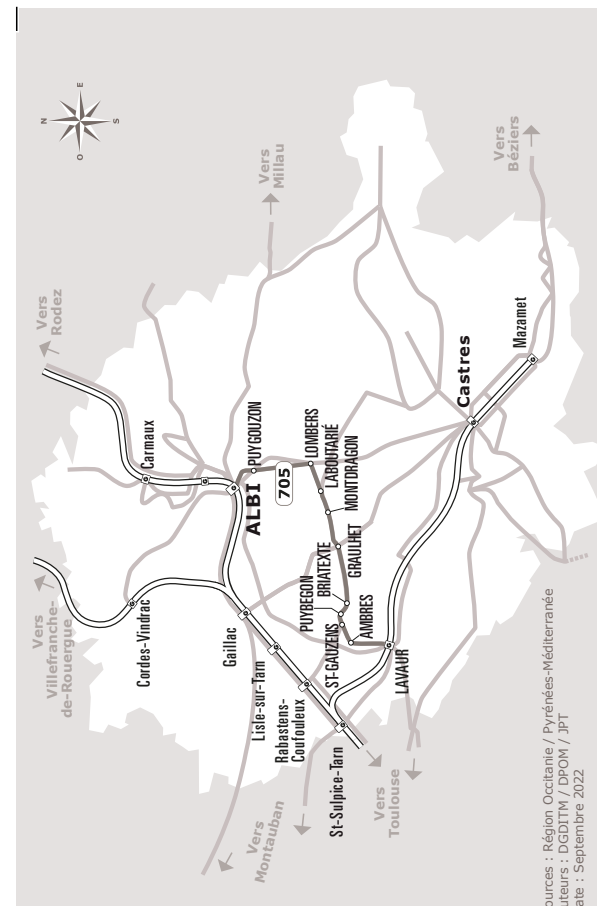 N
E
S
O
Vers
Rodez
Vers
Millau
Vers
Béziers
Vers
Villefranche-
de-Rouergue
Carmaux
Cordes-Vindrac
ALBI
PUYGOUZON
705
LOMBERS
LABOUTARIÉ
MONTDRAGON
GRAULHET
BRIATEXTE
PUYBEGON
ST-GAUZENS
AMBRES
LAVAUR
Castres
Mazamet
Gaillac
Lisle-sur-Tarn
Rabastens-
Coufouleux
St-Sulpice-Tarn
Vers
Montauban
Vers
Toulouse
ources : Région Occitanie / Pyrénées-Méditerranée
uteurs : DGDITM / DPOM / JPT
ate : Septembre 2022